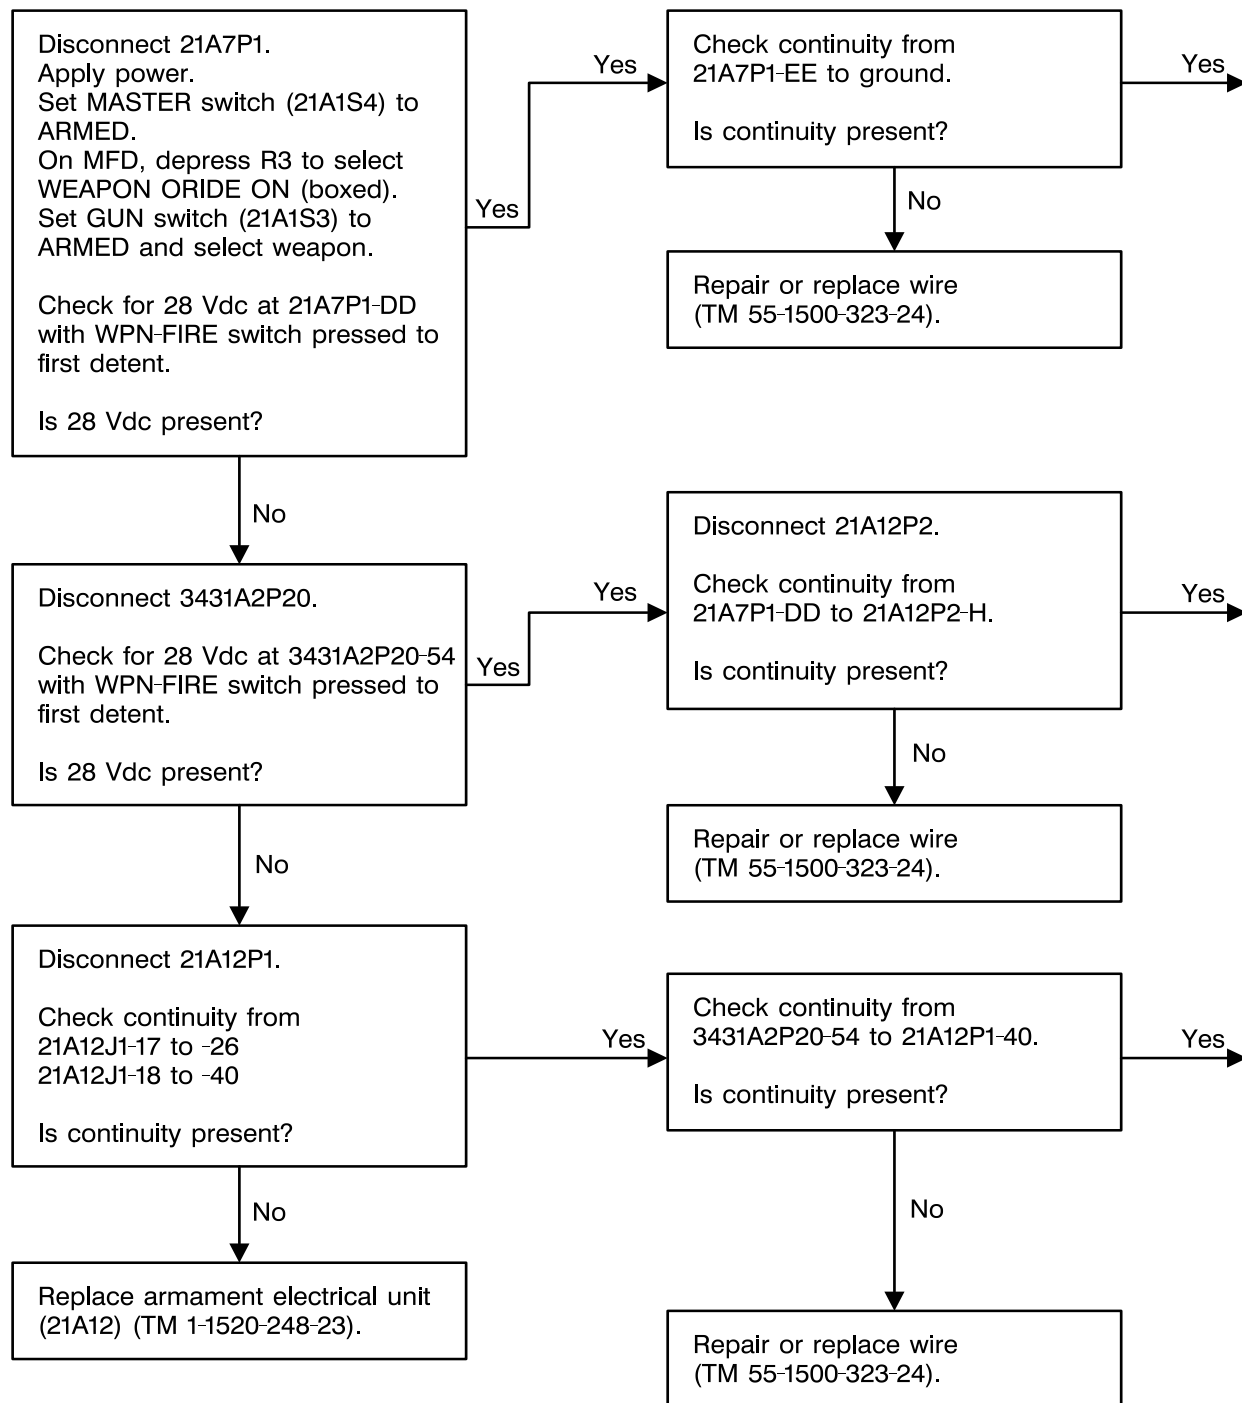 Disconnect 21A7P1.
Apply power.
Set MASTER switch (21A1S4) to
ARMED.
On MFD, depress R3 to select
WEAPON ORIDE ON (boxed).
Set GUN switch (21A1S3) to
ARMED and select weapon.
Check for 28 Vdc at 21A7P1-DD
with WPN-FIRE switch pressed to
first detent.
Is 28 Vdc present?
Yes
Yes
Check continuity from
21A7P1-EE to ground.
Is continuity present?
Yes
No
Repair or replace wire
(TM 55-1500-323-24).
No
Disconnect 3431A2P20.
Check for 28 Vdc at 3431A2P20-54
with WPN-FIRE switch pressed to
first detent.
Is 28 Vdc present?
Yes
Yes
Disconnect 21A12P2.
Check continuity from
21A7P1-DD to 21A12P2-H.
Is continuity present?
Yes
No
Repair or replace wire
(TM 55-1500-323-24).
No
Disconnect 21A12P1.
Check continuity from
21A12J1-17 to -26
21A12J1-18 to -40
Is continuity present?
Yes
Check continuity from
3431A2P20-54 to 21A12P1-40.
Is continuity present?
Yes
No
Repair or replace wire
(TM 55-1500-323-24).
No
Replace armament electrical unit
(21A12) (TM 1-1520-248-23).